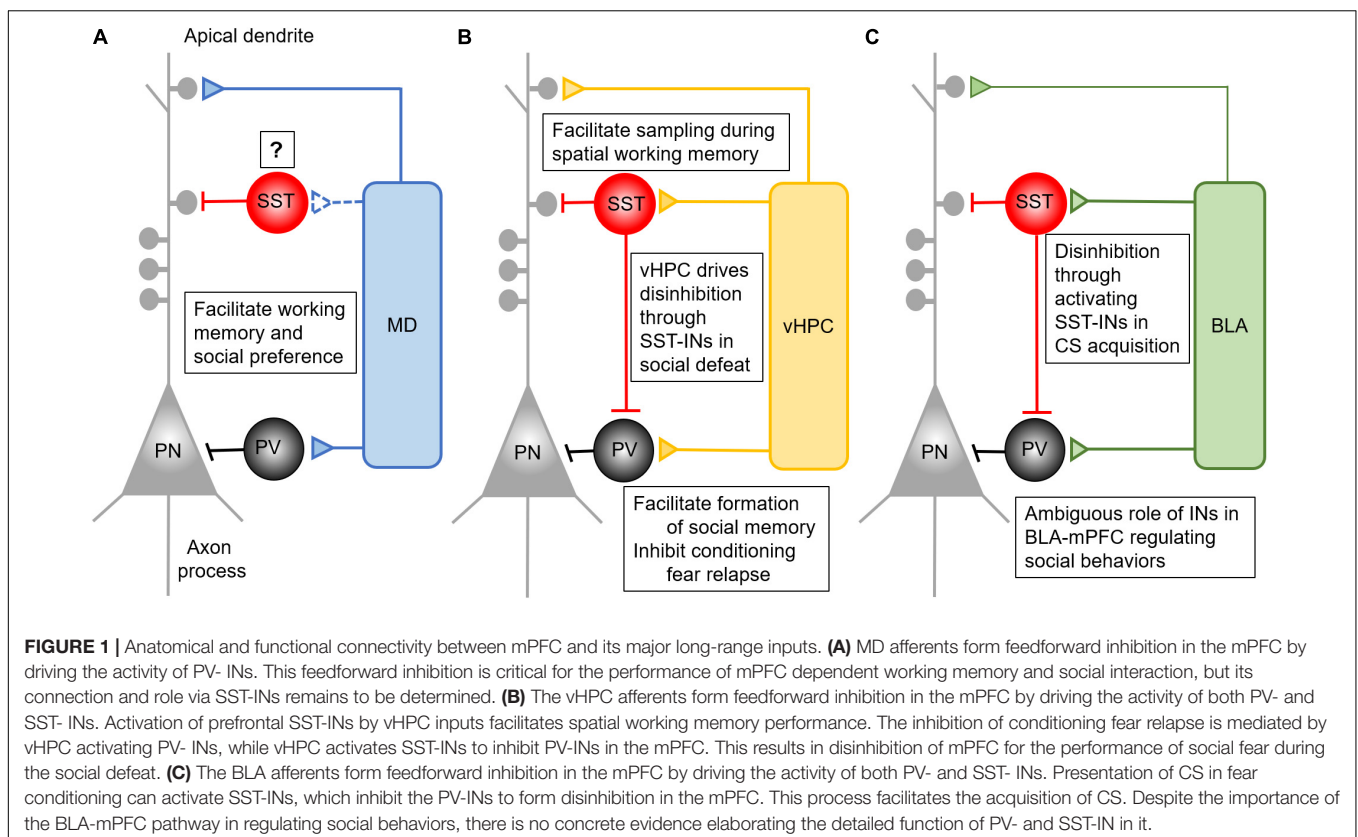 A
Apical dendrite
?
SST
Facilitate working
memory and
social preference
MD
PN
PV
Axon
process
B
Facilitate sampling during
spatial working memory
SST
vHPC drives
disinhibition
through
SST-INs in
social defeat
vHPC
PN
PV
Facilitate formation
of social memory
Inhibit conditioning
fear relapse
C
SST
Disinhibition
through
activating
SST-INs in
CS acquisition
BLA
PN
PV
Ambiguous role of INs in
BLA-mPFC regulating
social behaviors
FIGURE 1 | Anatomical and functional connectivity between mPFC and its major long-range inputs. (A) MD afferents form feedforward inhibition in the mPFC by
driving the activity of PV- INs. This feedforward inhibition is critical for the performance of mPFC dependent working memory and social interaction, but its
connection and role via SST-INs remains to be determined. (B) The vHPC afferents form feedforward inhibition in the mPFC by driving the activity of both PV- and
SST- INs. Activation of prefrontal SST-INs by vHPC inputs facilitates spatial working memory performance. The inhibition of conditioning fear relapse is mediated by
vHPC activating PV- INs, while vHPC activates SST-INs to inhibit PV-INs in the mPFC. This results in disinhibition of mPFC for the performance of social fear during
the social defeat. (C) The BLA afferents form feedforward inhibition in the mPFC by driving the activity of both PV- and SST- INs. Presentation of CS in fear
conditioning can activate SST-INs, which inhibit the PV-INs to form disinhibition in the mPFC. This process facilitates the acquisition of CS. Despite the importance of
the BLA-mPFC pathway in regulating social behaviors, there is no concrete evidence elaborating the detailed function of PV- and SST-IN in it.